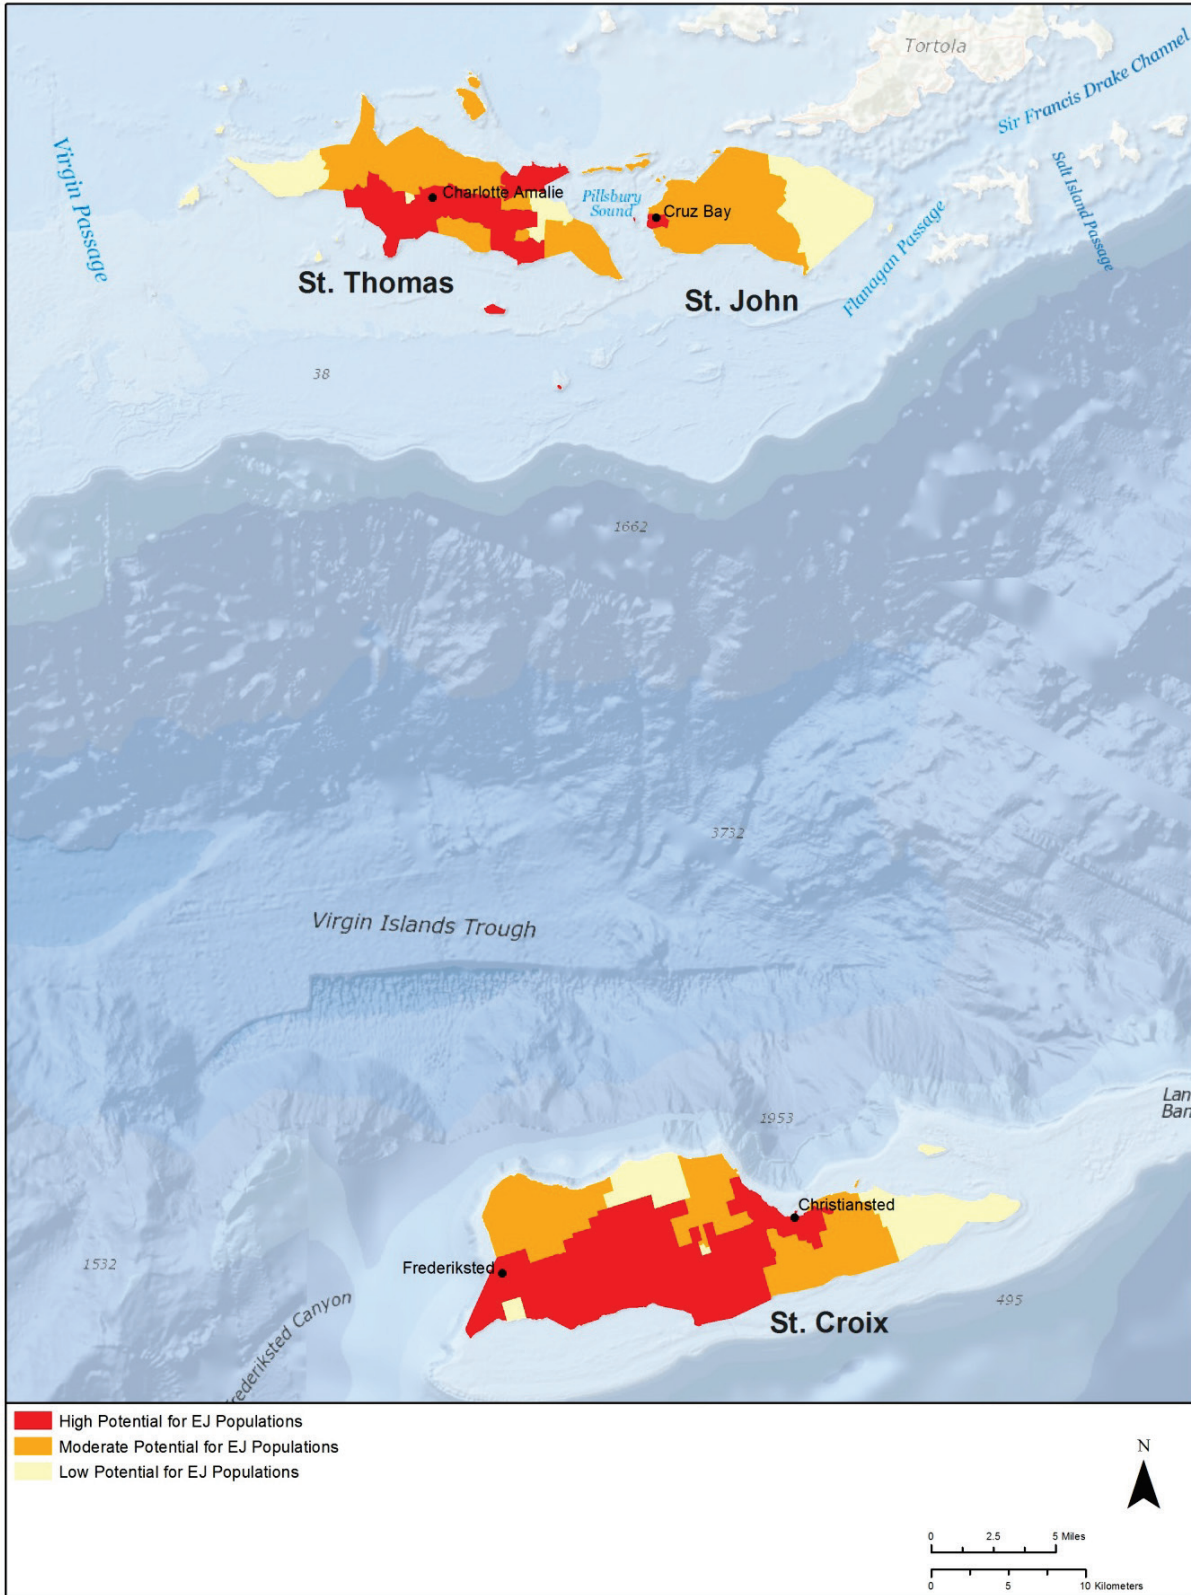 Tortola
Sir Francis Drake Channel
Virgin Passage
Salt Island Passage
Charlotte Amalie
Pillsbury
Sound
Cruz Bay
Flanagan Passage
St. Thomas
St. John
38
1662
3732
Virgin Islands Trough
1953
Lan
Ban
Christiansted
Frederiksted
1532
495
St. Croix
rederiksted Canyon
High Potential for EJ Populations
Moderate Potential for EJ Populations
Low Potential for EJ Populations
N
0 2.5 5 Miles
0 5 10 Kilometers